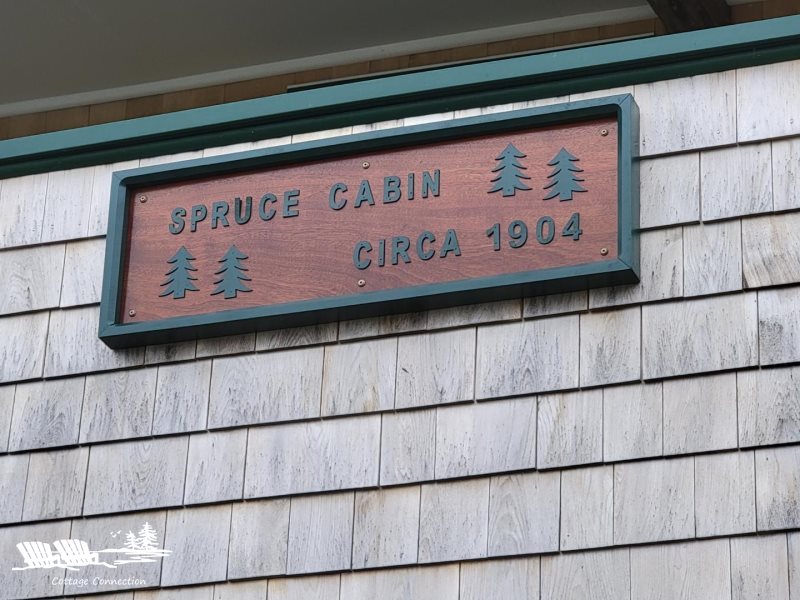 SPRUCE CABIN
CIRCA 1904
Cottage Connection